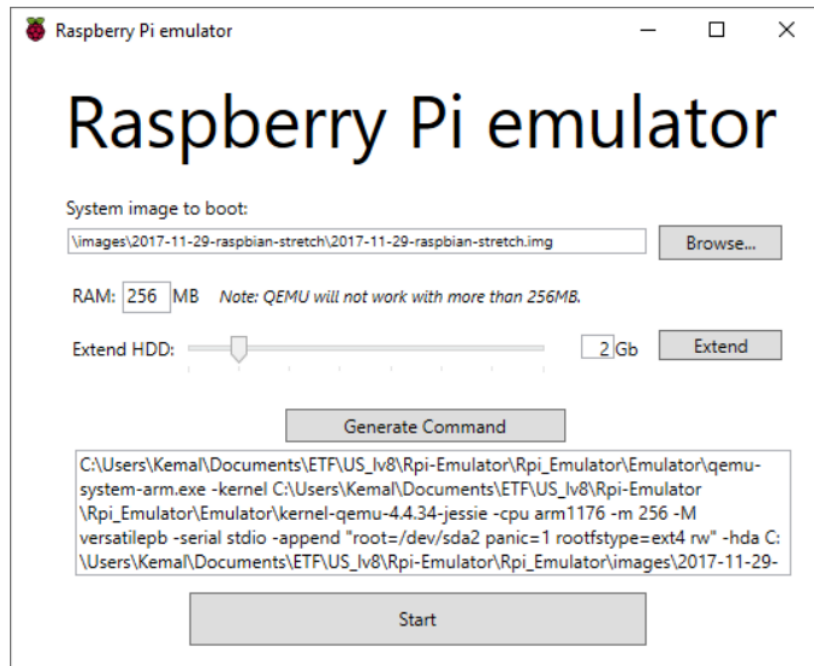 Raspberry Pi emulator
Raspberry Pi emulator
System image to boot:
\images\2017-11-29-raspbian-stretch\2017-11-29-raspbian-stretch.img
Browse...
RAM: 256 MB Note: QEMU will not work with more than 256MB.
Extend HDD: 2 Gb Extend
Generate Command
C:\Users\Kemal\Documents\ETF\US_lv8\Rpi-Emulator\Rpi_Emulator\Emulator\qemu-
system-arm.exe -kernel C:\Users\Kemal\Documents\ETF\US_lv8\Rpi-Emulator
\Rpi_Emulator\Emulator\kernel-qemu-4.4.34-jessie -cpu arm1176 -m 256 -M
versatilepb -serial stdio -append "root=/dev/sda2 panic=1 rootfstype=ext4 rw" -hda C:
\Users\Kemal\Documents\ETF\US_lv8\Rpi-Emulator\Rpi_Emulator\images\2017-11-29-
Start